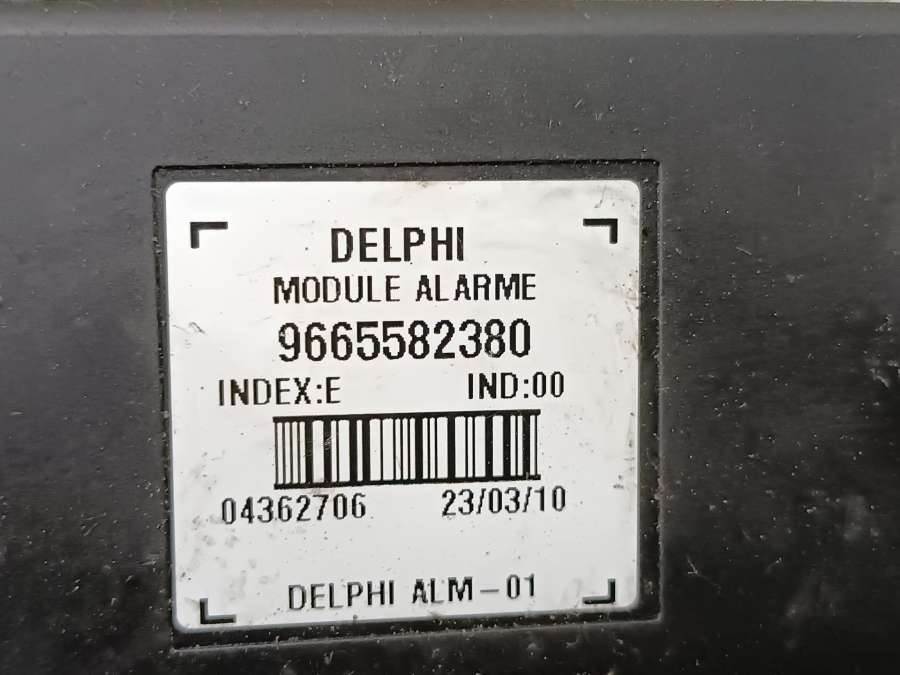 DELPHI
MODULE ALARME
9665582380
INDEX:E IND:00
04362706 23/03/10
DELPHI ALM-01